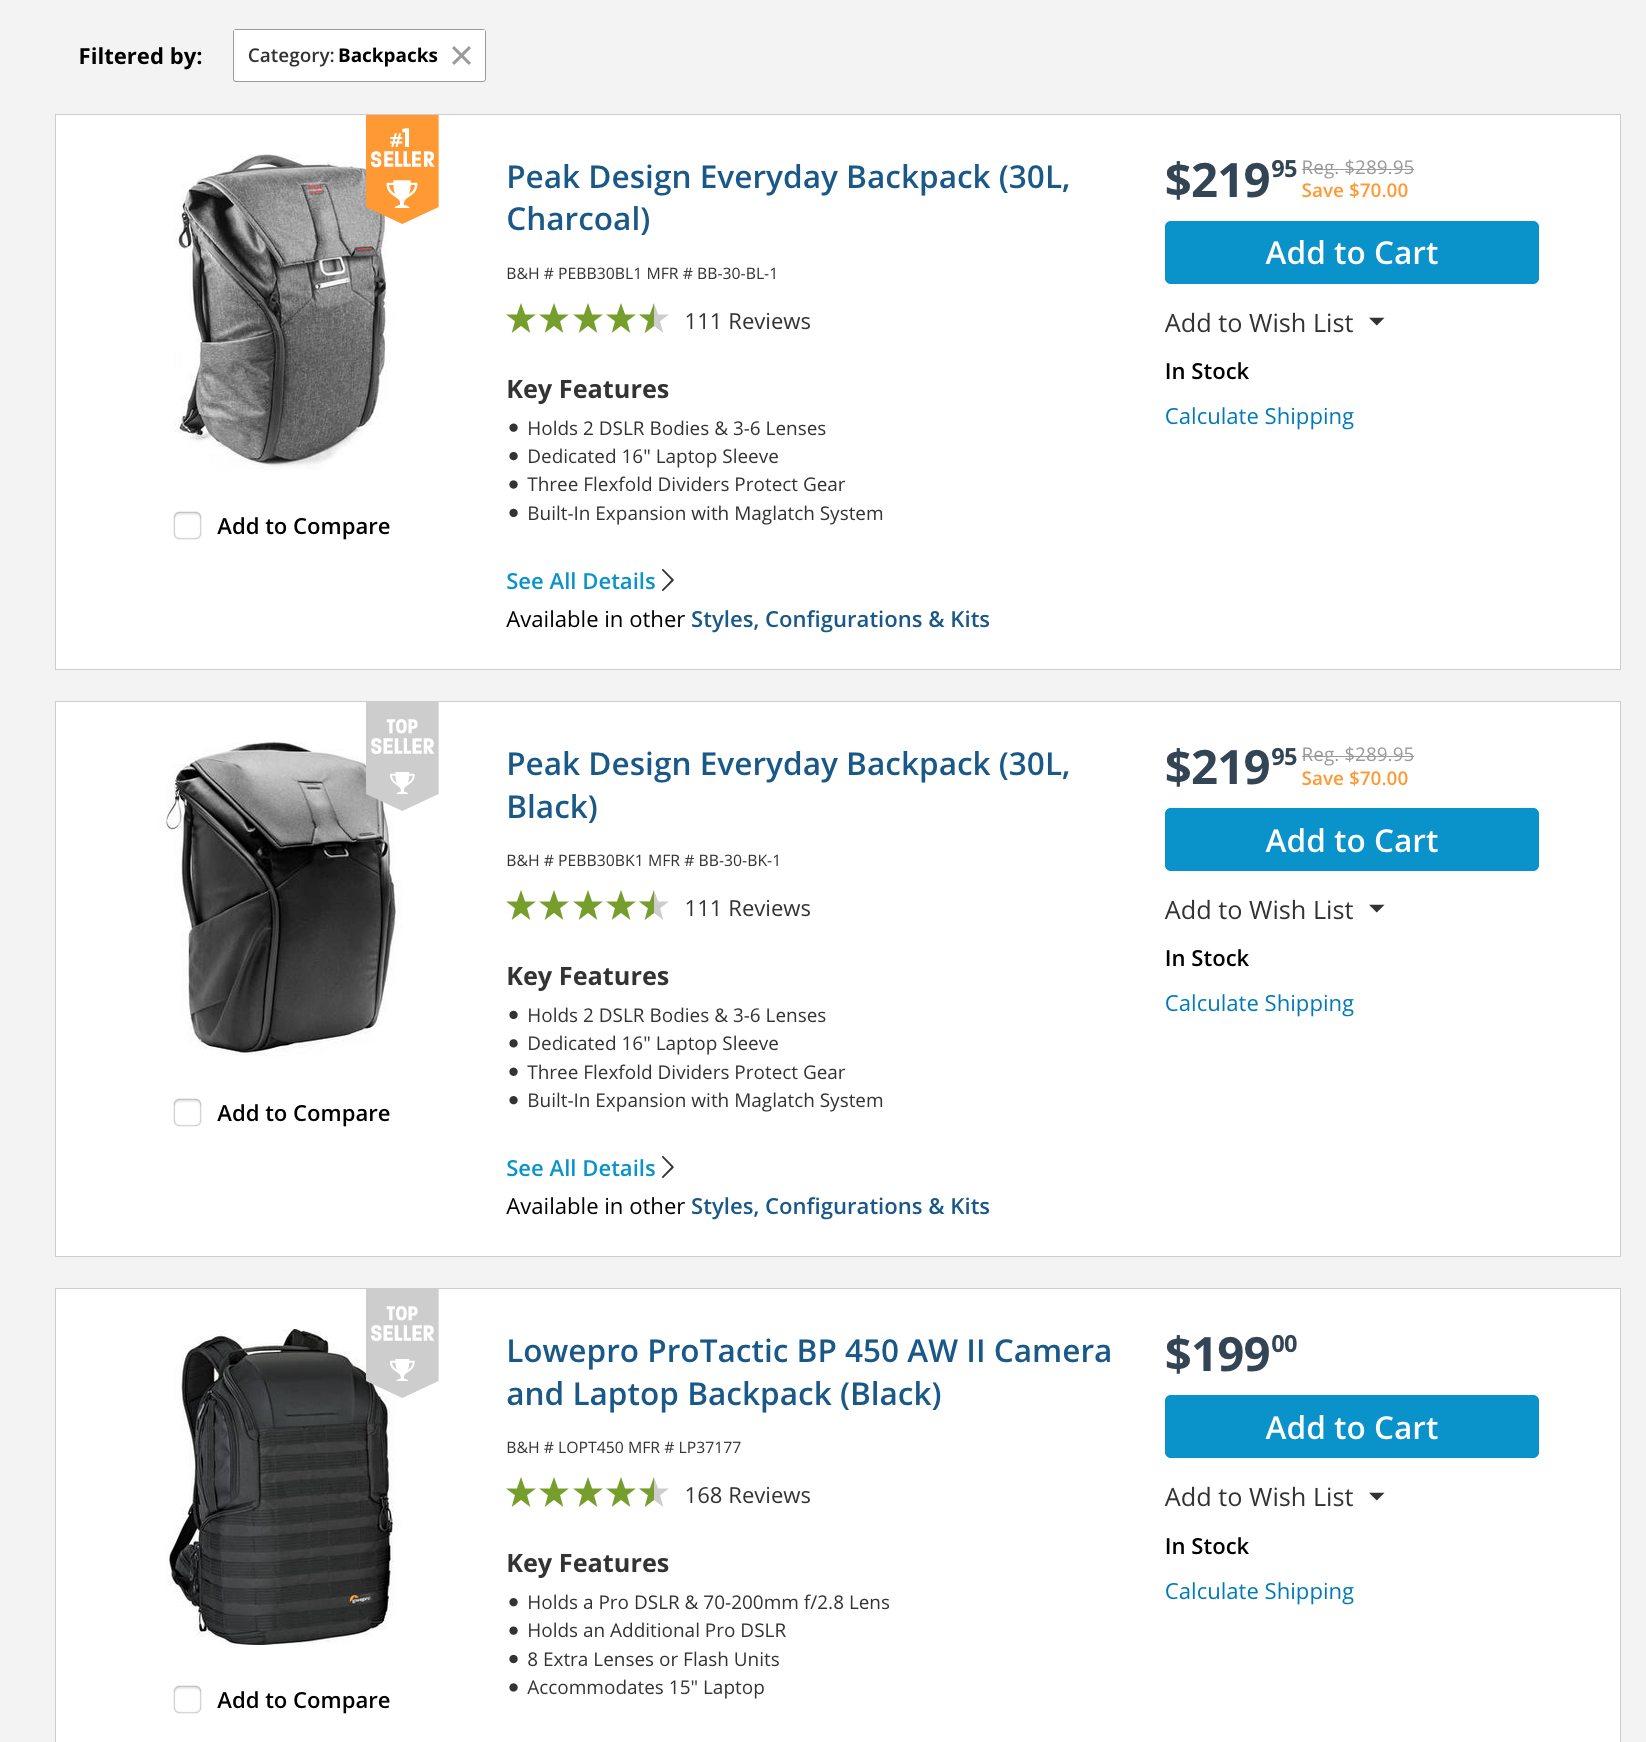 Filtered by:
Category: Backpacks
#1
SELLER
Peak Design Everyday Backpack (30L,
Charcoal)
B&H # PEBB30BL1 MFR # BB-30-BL-1
111 Reviews
Key Features
• Holds 2 DSLR Bodies & 3-6 Lenses
• Dedicated 16" Laptop Sleeve
• Three Flexfold Dividers Protect Gear
• Built-In Expansion with Maglatch System
See All Details
Available in other Styles, Configurations & Kits
$219 95 Reg. $289.95
Save $70.00
Add to Cart
Add to Wish List
In Stock
Calculate Shipping
Add to Compare
TOP
SELLER
Peak Design Everyday Backpack (30L,
Black)
B&H # PEBB30BK1 MFR # BB-30-BK-1
111 Reviews
Key Features
• Holds 2 DSLR Bodies & 3-6 Lenses
• Dedicated 16" Laptop Sleeve
• Three Flexfold Dividers Protect Gear
• Built-In Expansion with Maglatch System
See All Details
Available in other Styles, Configurations & Kits
$219 95 Reg. $289.95
Save $70.00
Add to Cart
Add to Wish List
In Stock
Calculate Shipping
Add to Compare
TOP
SELLER
Lowepro ProTactic BP 450 AW II Camera
and Laptop Backpack (Black)
B&H # LOPT450 MFR # LP37177
168 Reviews
Key Features
• Holds a Pro DSLR & 70-200mm f/2.8 Lens
• Holds an Additional Pro DSLR
• 8 Extra Lenses or Flash Units
• Accommodates 15" Laptop
$199 00
Add to Cart
Add to Wish List
In Stock
Calculate Shipping
lowepro
Add to Compare